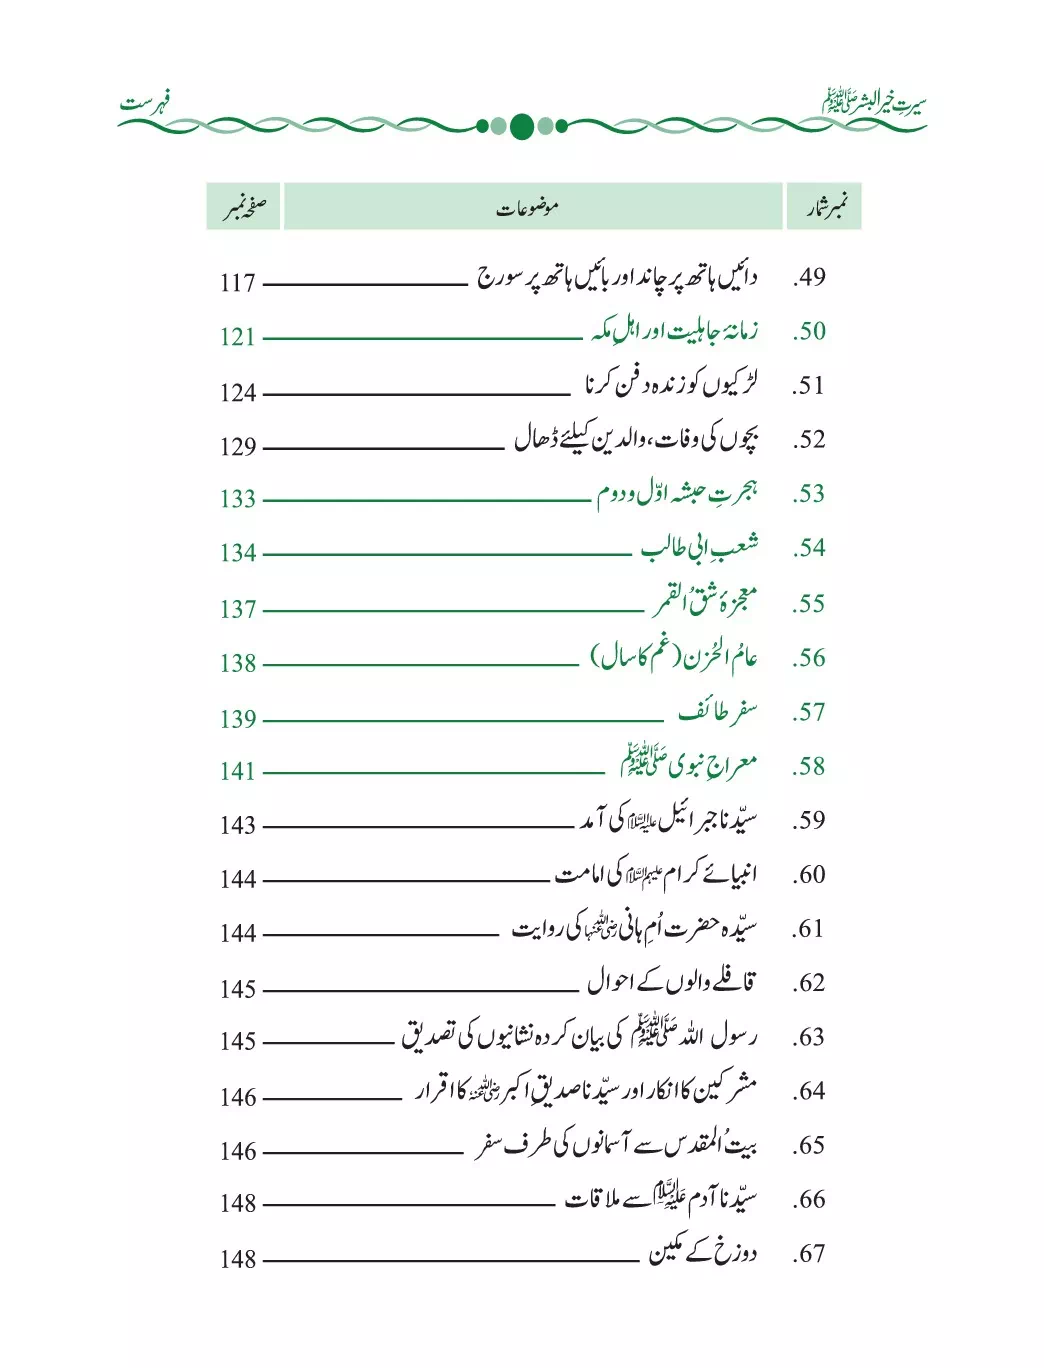 سیرتِ خیر البشر ﷺ فہرست
نمبر شمار موضوعات صفحہ نمبر
49. دائیں ہاتھ پر چاند اور بائیں ہاتھ پر سورج 117
50. زمانۂ جاہلیت اور اہلِ مکہ 121
51. لڑکیوں کو زندہ دفن کرنا 124
52. بچوں کی وفات، والدین کیلئے ڈھال 129
53. ہجرتِ حبشہ اوّل و دوم 133
54. شعبِ ابی طالب 134
55. معجزۂ شقُ القمر 137
56. عامُ الحُزن (غم کا سال) 138
57. سفر طائف 139
58. معراجِ نبوی ﷺ 141
59. سیّدنا جبرائیل علیہ السلام کی آمد 143
60. انبیائے کرام علیہم السلام کی امامت 144
61. سیّدہ حضرت اُمِ ہانی رضی اللہ عنہا کی روایت 144
62. قافلے والوں کے احوال 145
63. رسول اللہ ﷺ کی بیان کردہ نشانیوں کی تصدیق 145
64. مشرکین کا انکار اور سیّدنا صدیقِ اکبر رضی اللہ عنہ کا اقرار 146
65. بیتُ المقدس سے آسمانوں کی طرف سفر 146
66. سیّدنا آدم علیہ السلام سے ملاقات 148
67. دوزخ کے مکین 148